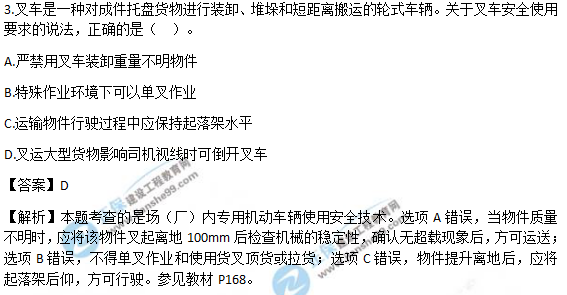 3.叉车是一种对成件托盘货物进行装卸、堆垛和短距离搬运的轮式车辆。关于叉车安全使用
要求的说法，正确的是（ ）。
A.严禁用叉车装卸重量不明物件
B.特殊作业环境下可以单叉作业
C.运输物件行驶过程中应保持起落架水平
D.叉运大型货物影响司机视线时可倒开叉车
【答案】D
【解析】本题考查的是场（厂）内专用机动车辆使用安全技术。选项 A 错误，当物件质量
不明时，应将该物件叉起离地 100mm 后检查机械的稳定性，确认无超载现象后，方可运送；
选项 B 错误，不得单叉作业和使用货叉顶货或拉货；选项 C 错误，物件提升离地后，应将
起落架后仰，方可行驶。参见教材 P168。
建设工程教育网